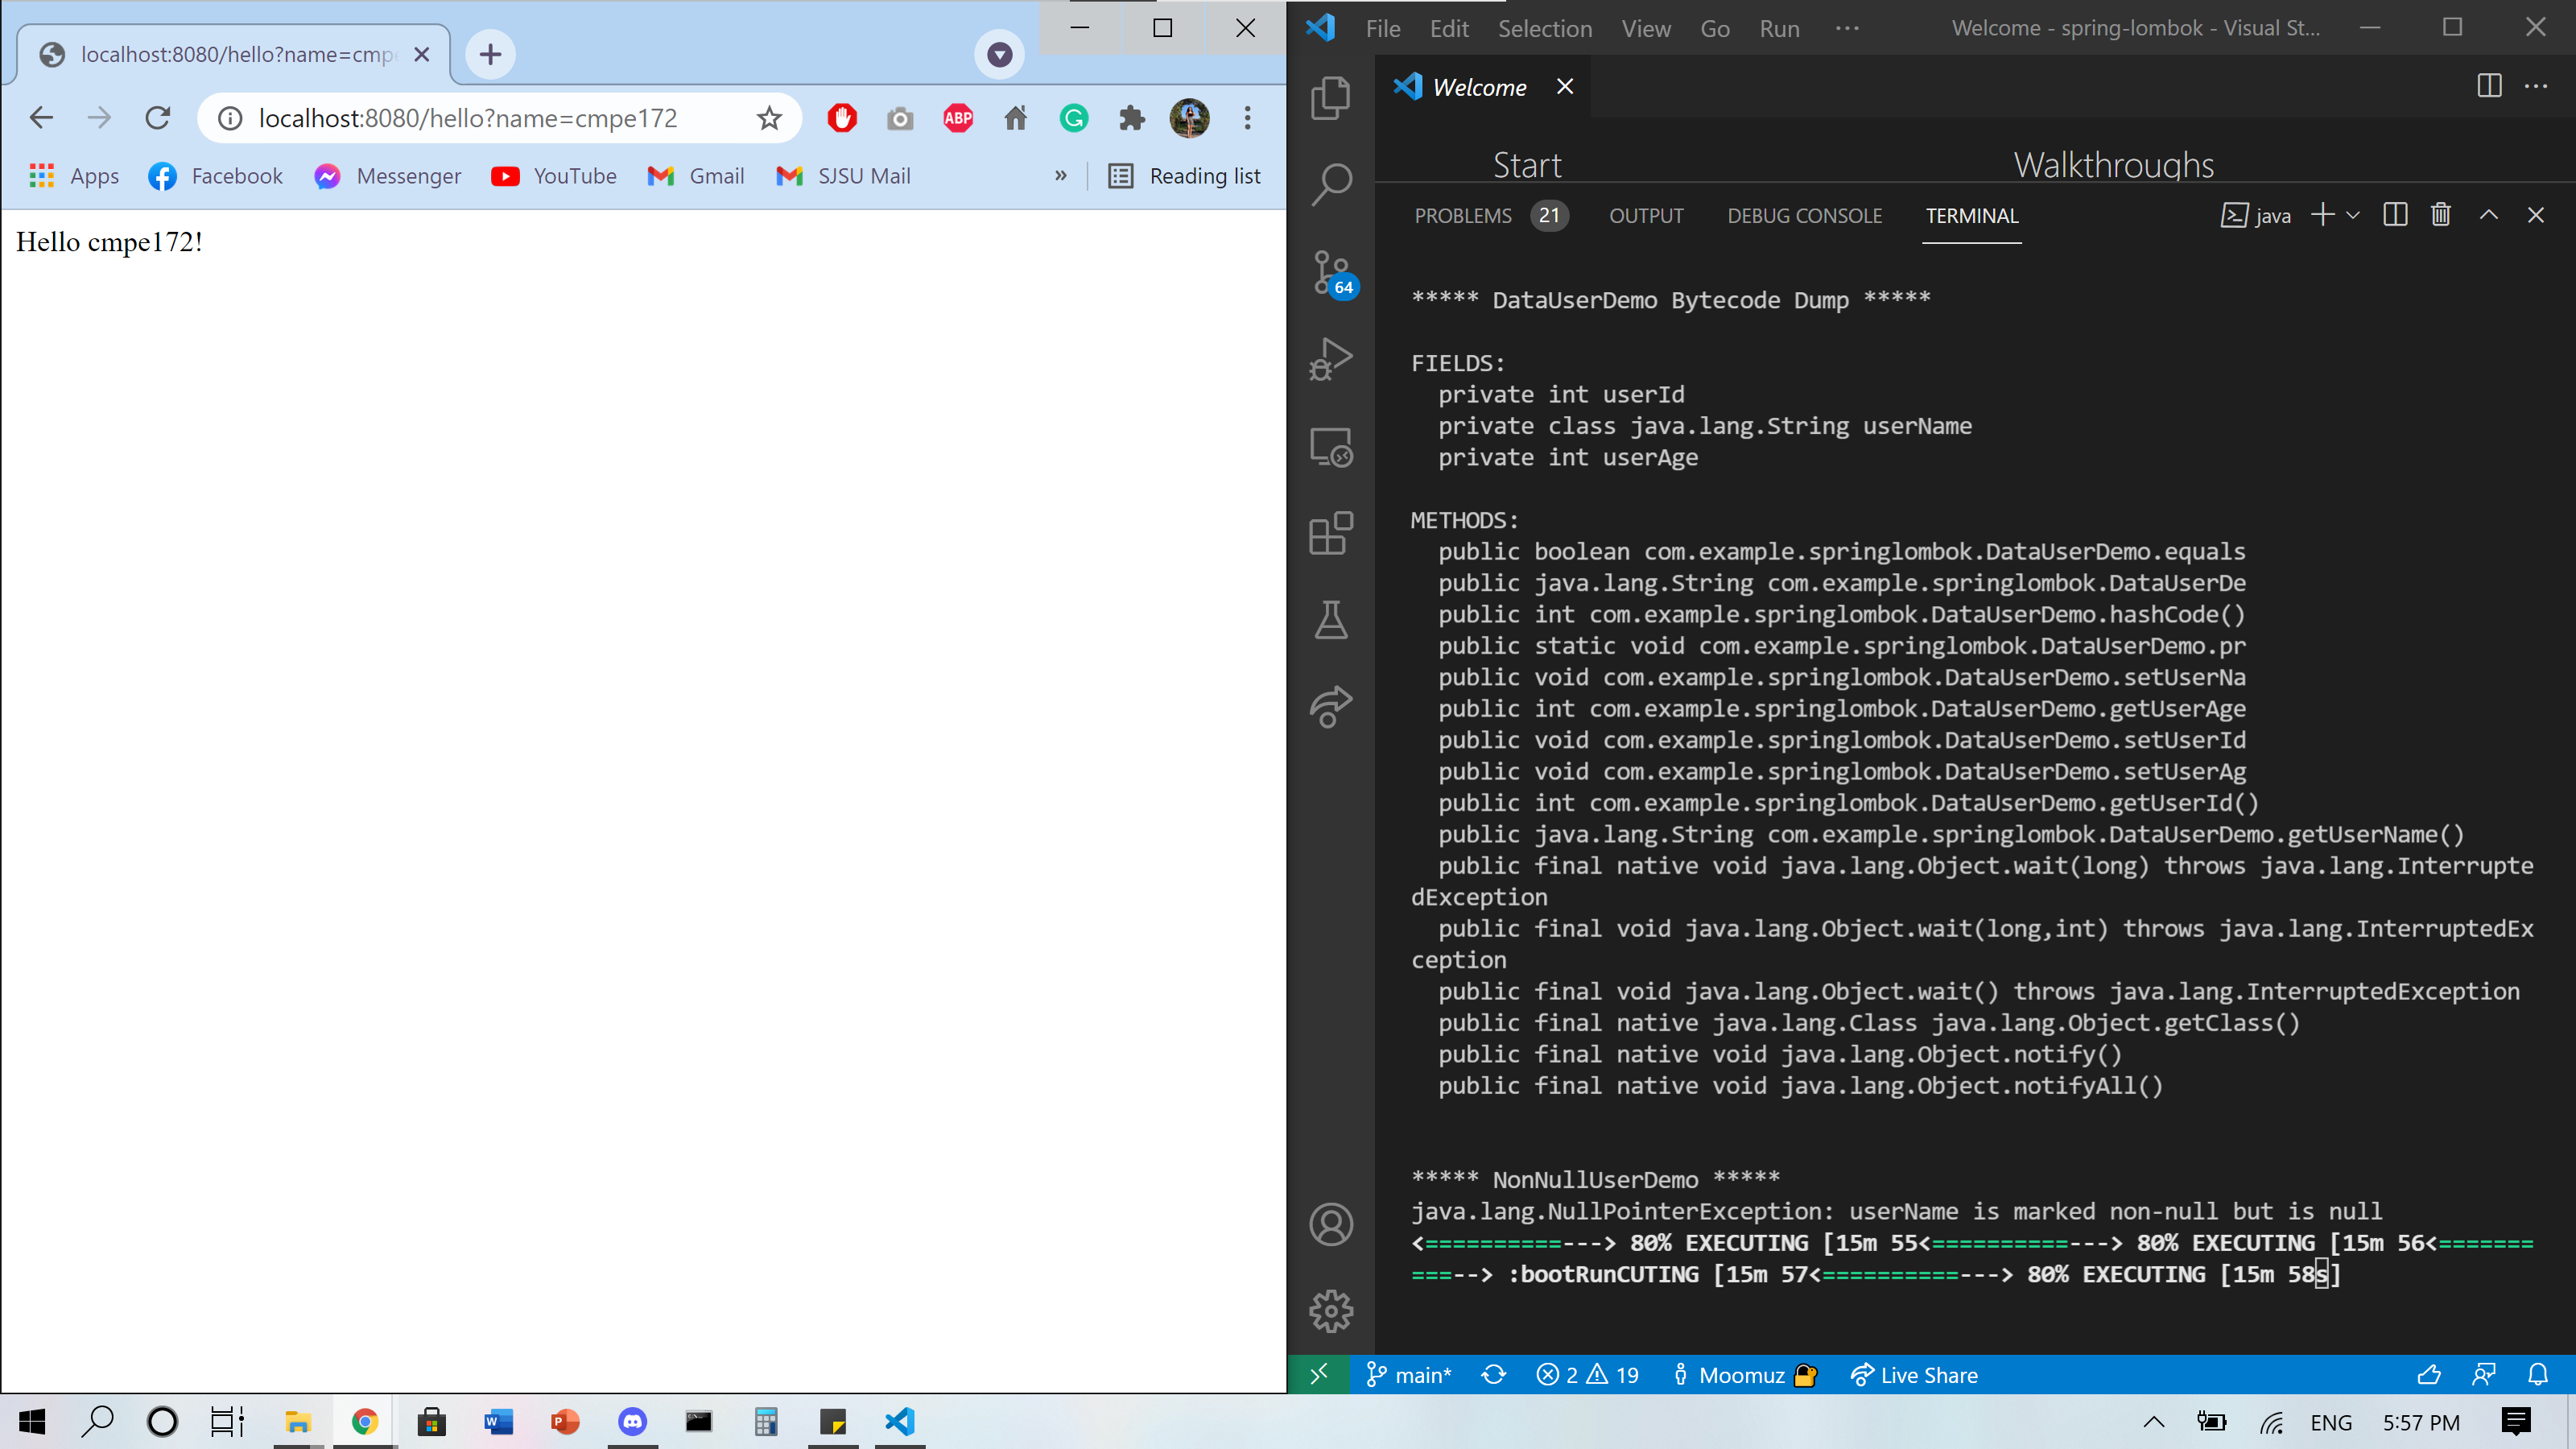 localhost:8080/hello?name=cmp
localhost:8080/hello?name=cmpe172
ABP
Apps Facebook Messenger YouTube Gmail SJSU Mail » Reading list
Hello cmpe172!
File Edit Selection View Go Run ··· Welcome - spring-lombok - Visual St...
Welcome
Start Walkthroughs
PROBLEMS 21 OUTPUT DEBUG CONSOLE TERMINAL java
64
***** DataUserDemo Bytecode Dump *****
FIELDS:
private int userId
private class java.lang.String userName
private int userAge
METHODS:
public boolean com.example.springlombok.DataUserDemo.equals
public java.lang.String com.example.springlombok.DataUserDe
public int com.example.springlombok.DataUserDemo.hashCode()
public static void com.example.springlombok.DataUserDemo.pr
public void com.example.springlombok.DataUserDemo.setUserNa
public int com.example.springlombok.DataUserDemo.getUserAge
public void com.example.springlombok.DataUserDemo.setUserId
public void com.example.springlombok.DataUserDemo.setUserAg
public int com.example.springlombok.DataUserDemo.getUserId()
public java.lang.String com.example.springlombok.DataUserDemo.getUserName()
public final native void java.lang.Object.wait(long) throws java.lang.Interrupte
dException
public final void java.lang.Object.wait(long,int) throws java.lang.InterruptedEx
ception
public final void java.lang.Object.wait() throws java.lang.InterruptedException
public final native java.lang.Class java.lang.Object.getClass()
public final native void java.lang.Object.notify()
public final native void java.lang.Object.notifyAll()
***** NonNullUserDemo *****
java.lang.NullPointerException: userName is marked non-null but is null
<==========---> 80% EXECUTING [15m 55<==========---> 80% EXECUTING [15m 56<=======
===--> :bootRunCUTING [15m 57<==========---> 80% EXECUTING [15m 58s]
main* 2 19 Moomuz Live Share
ENG 5:57 PM